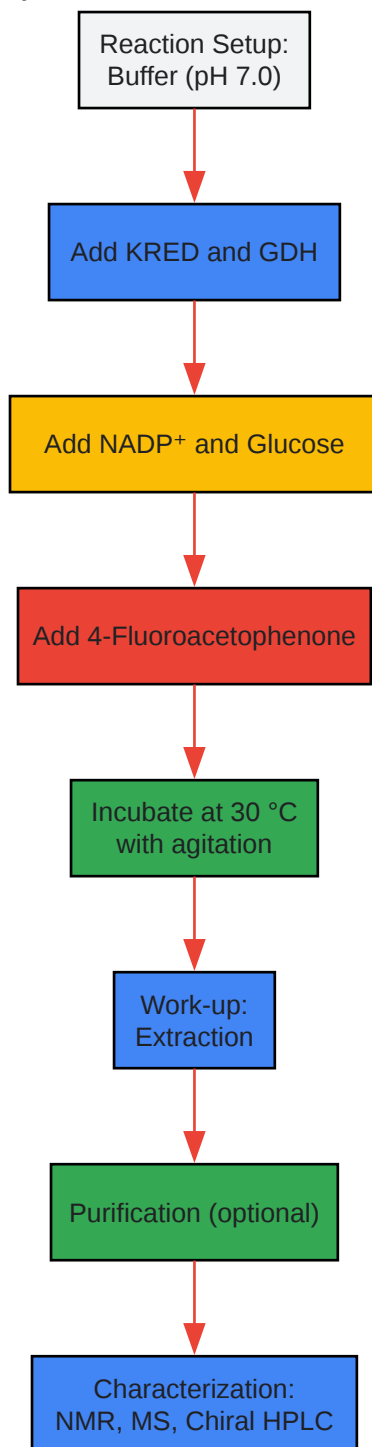 Reaction Setup:
Buffer (pH 7.0)
Add KRED and GDH
Add NADP⁺ and Glucose
Add 4-Fluoroacetophenone
Incubate at 30 °C
with agitation
Work-up:
Extraction
Purification (optional)
Characterization:
NMR, MS, Chiral HPLC